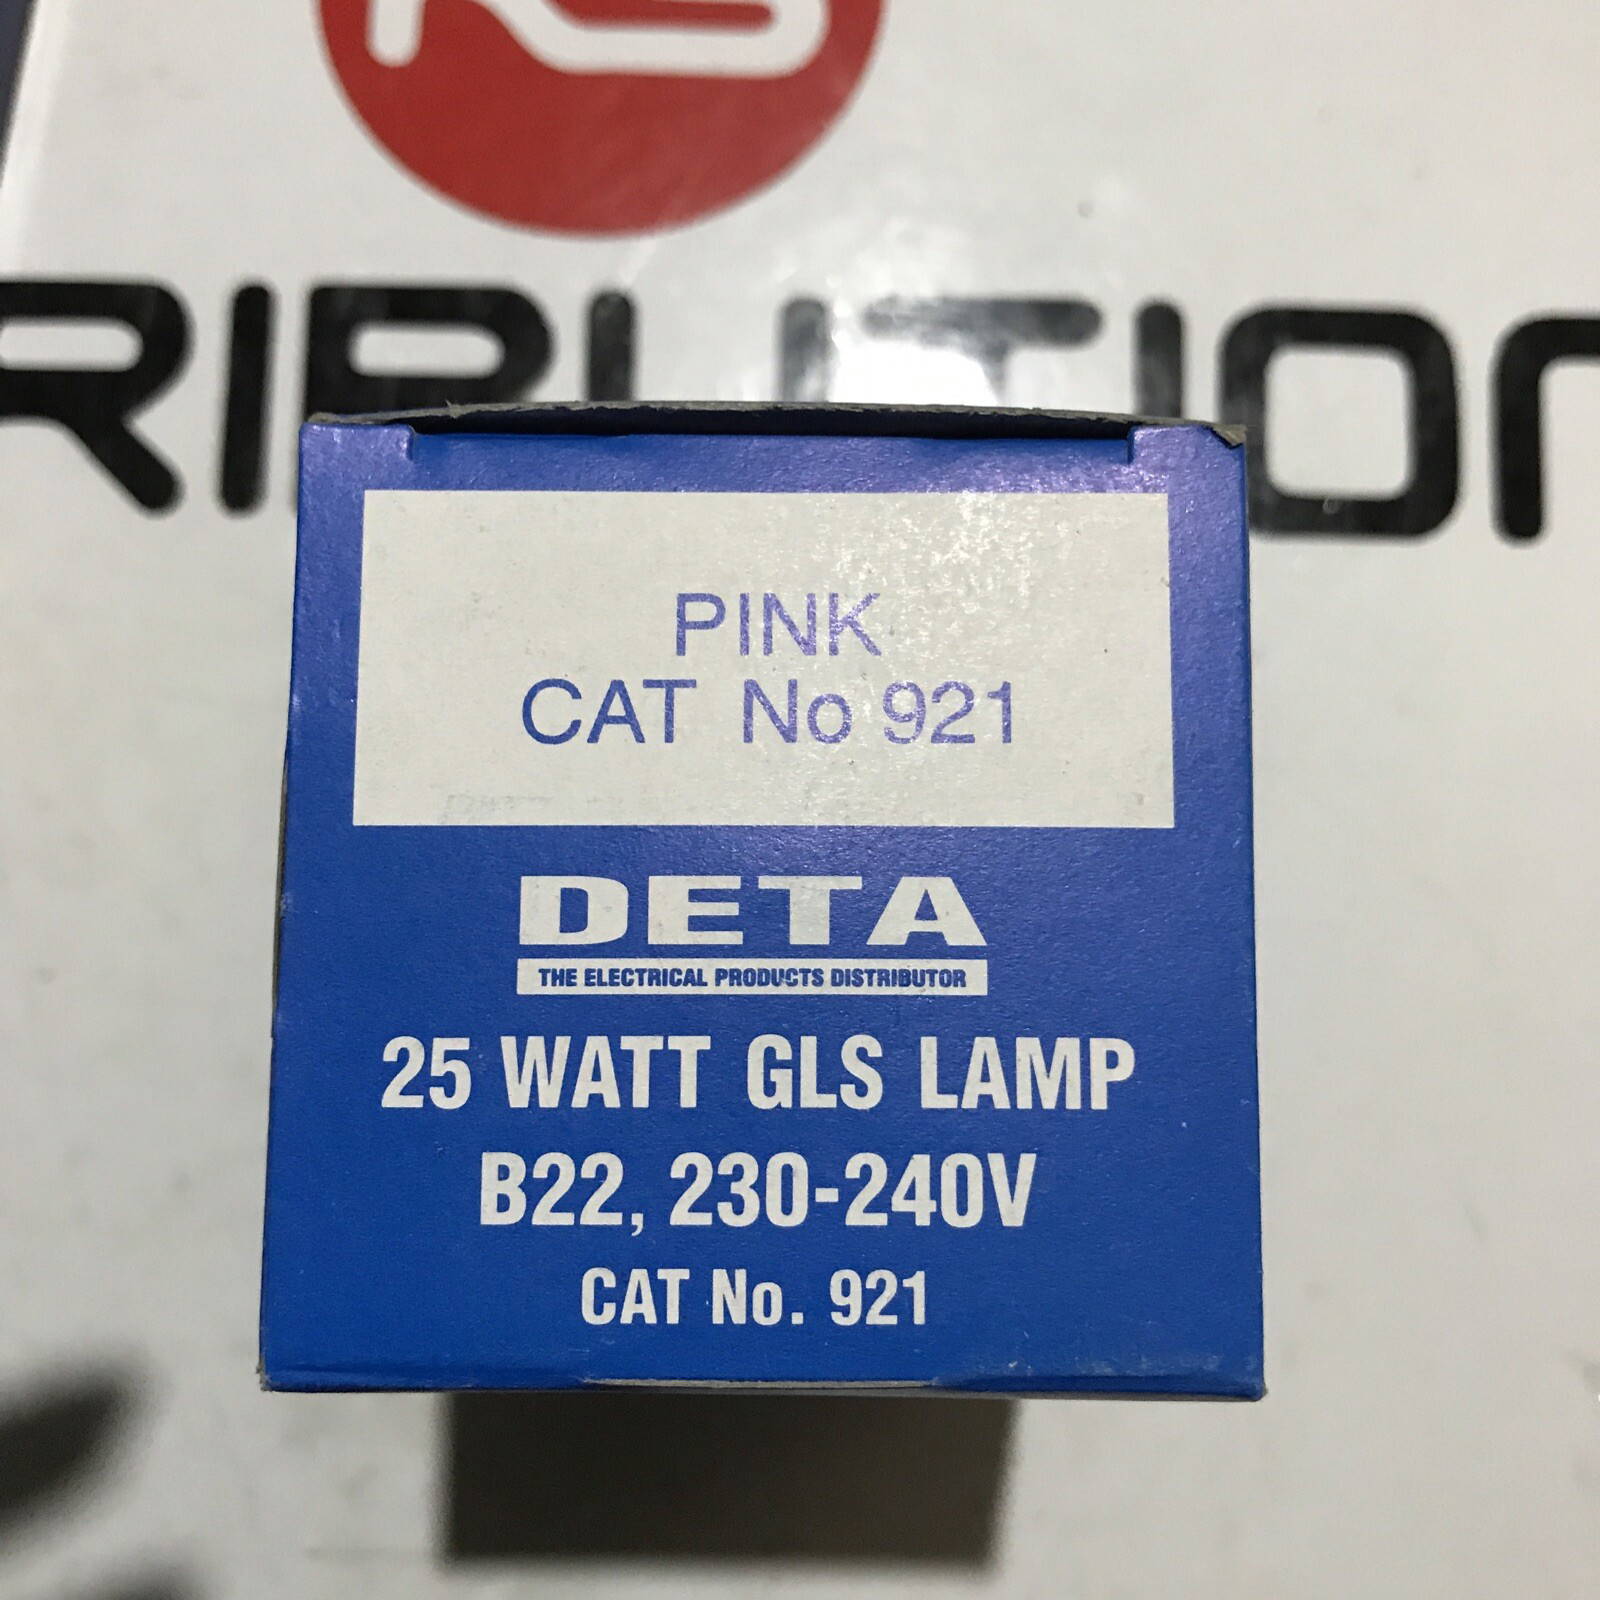 RIBUTION
PINK
CAT No 921
DETA
THE ELECTRICAL PRODUCTS DISTRIBUTOR
25 WATT GLS LAMP
B22, 230-240V
CAT No. 921